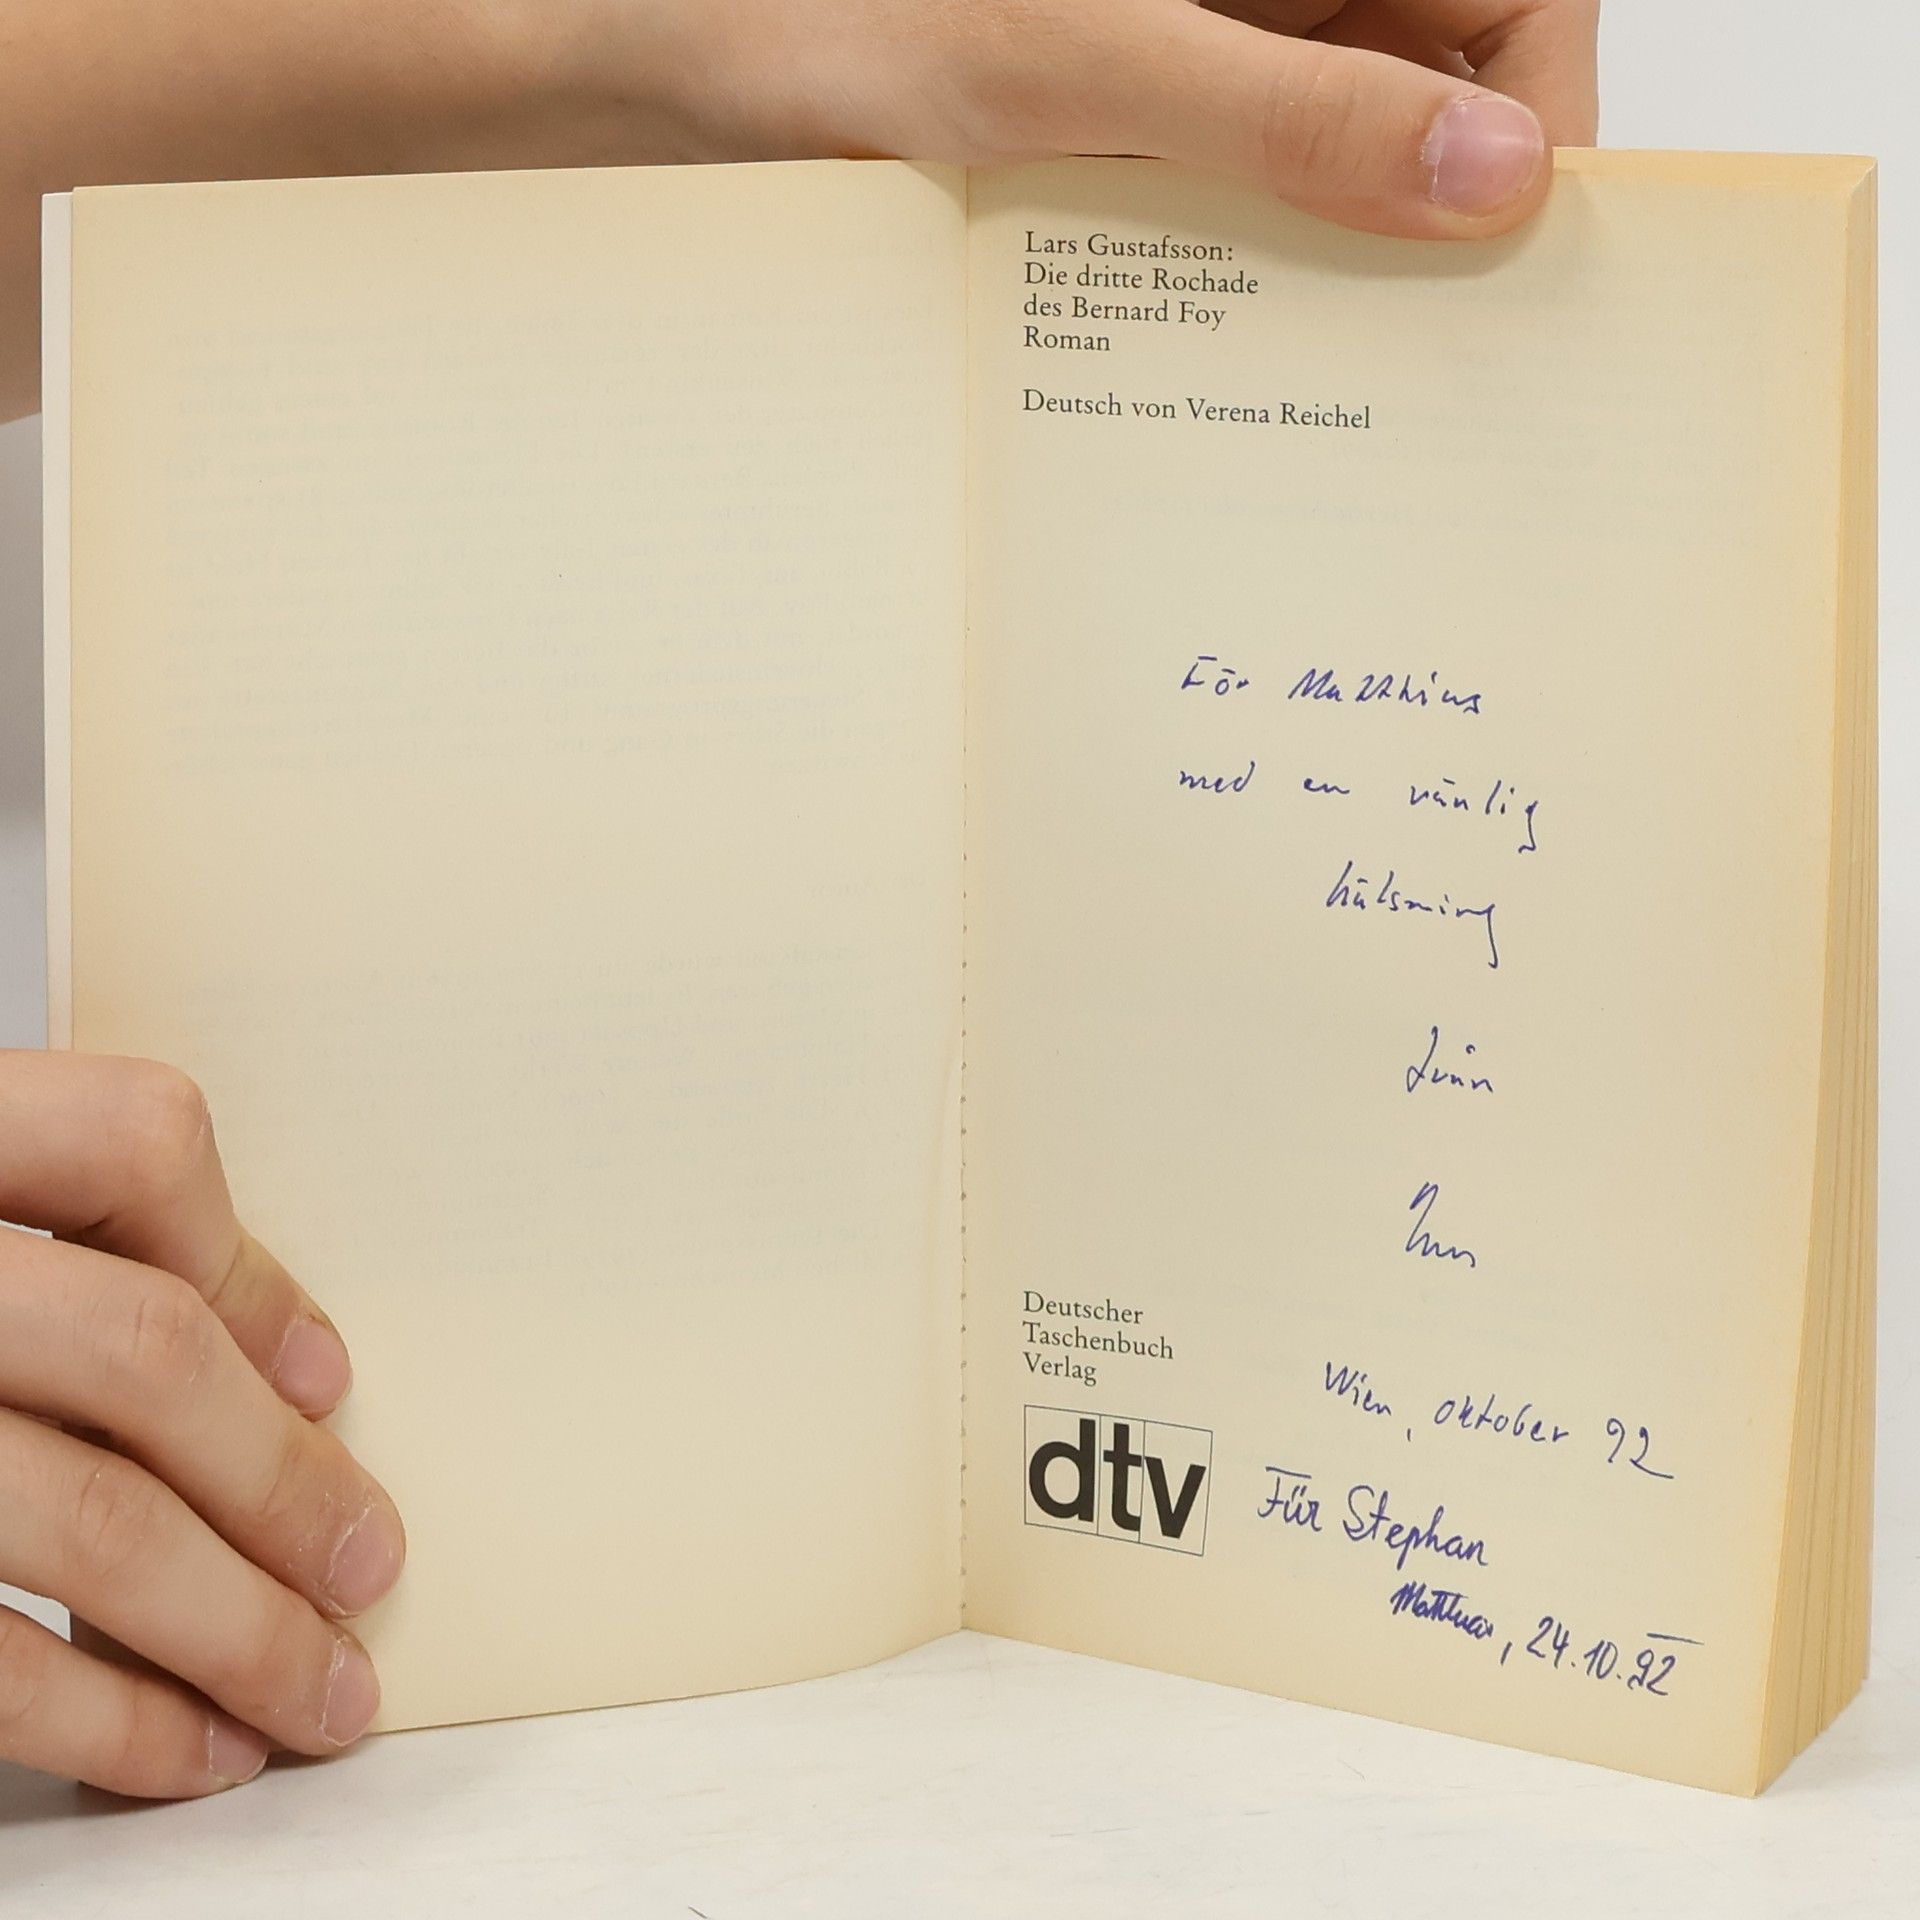 Lars Gustafsson:
Die dritte Rochade
des Bernard Foy
Roman
Deutsch von Verena Reichel
För Matthias
med en vänlig
hälsning
från
Deutscher
Taschenbuch
Verlag
dtv
Wien, oktober 92
Für Stephan
Matthias, 24.10.92